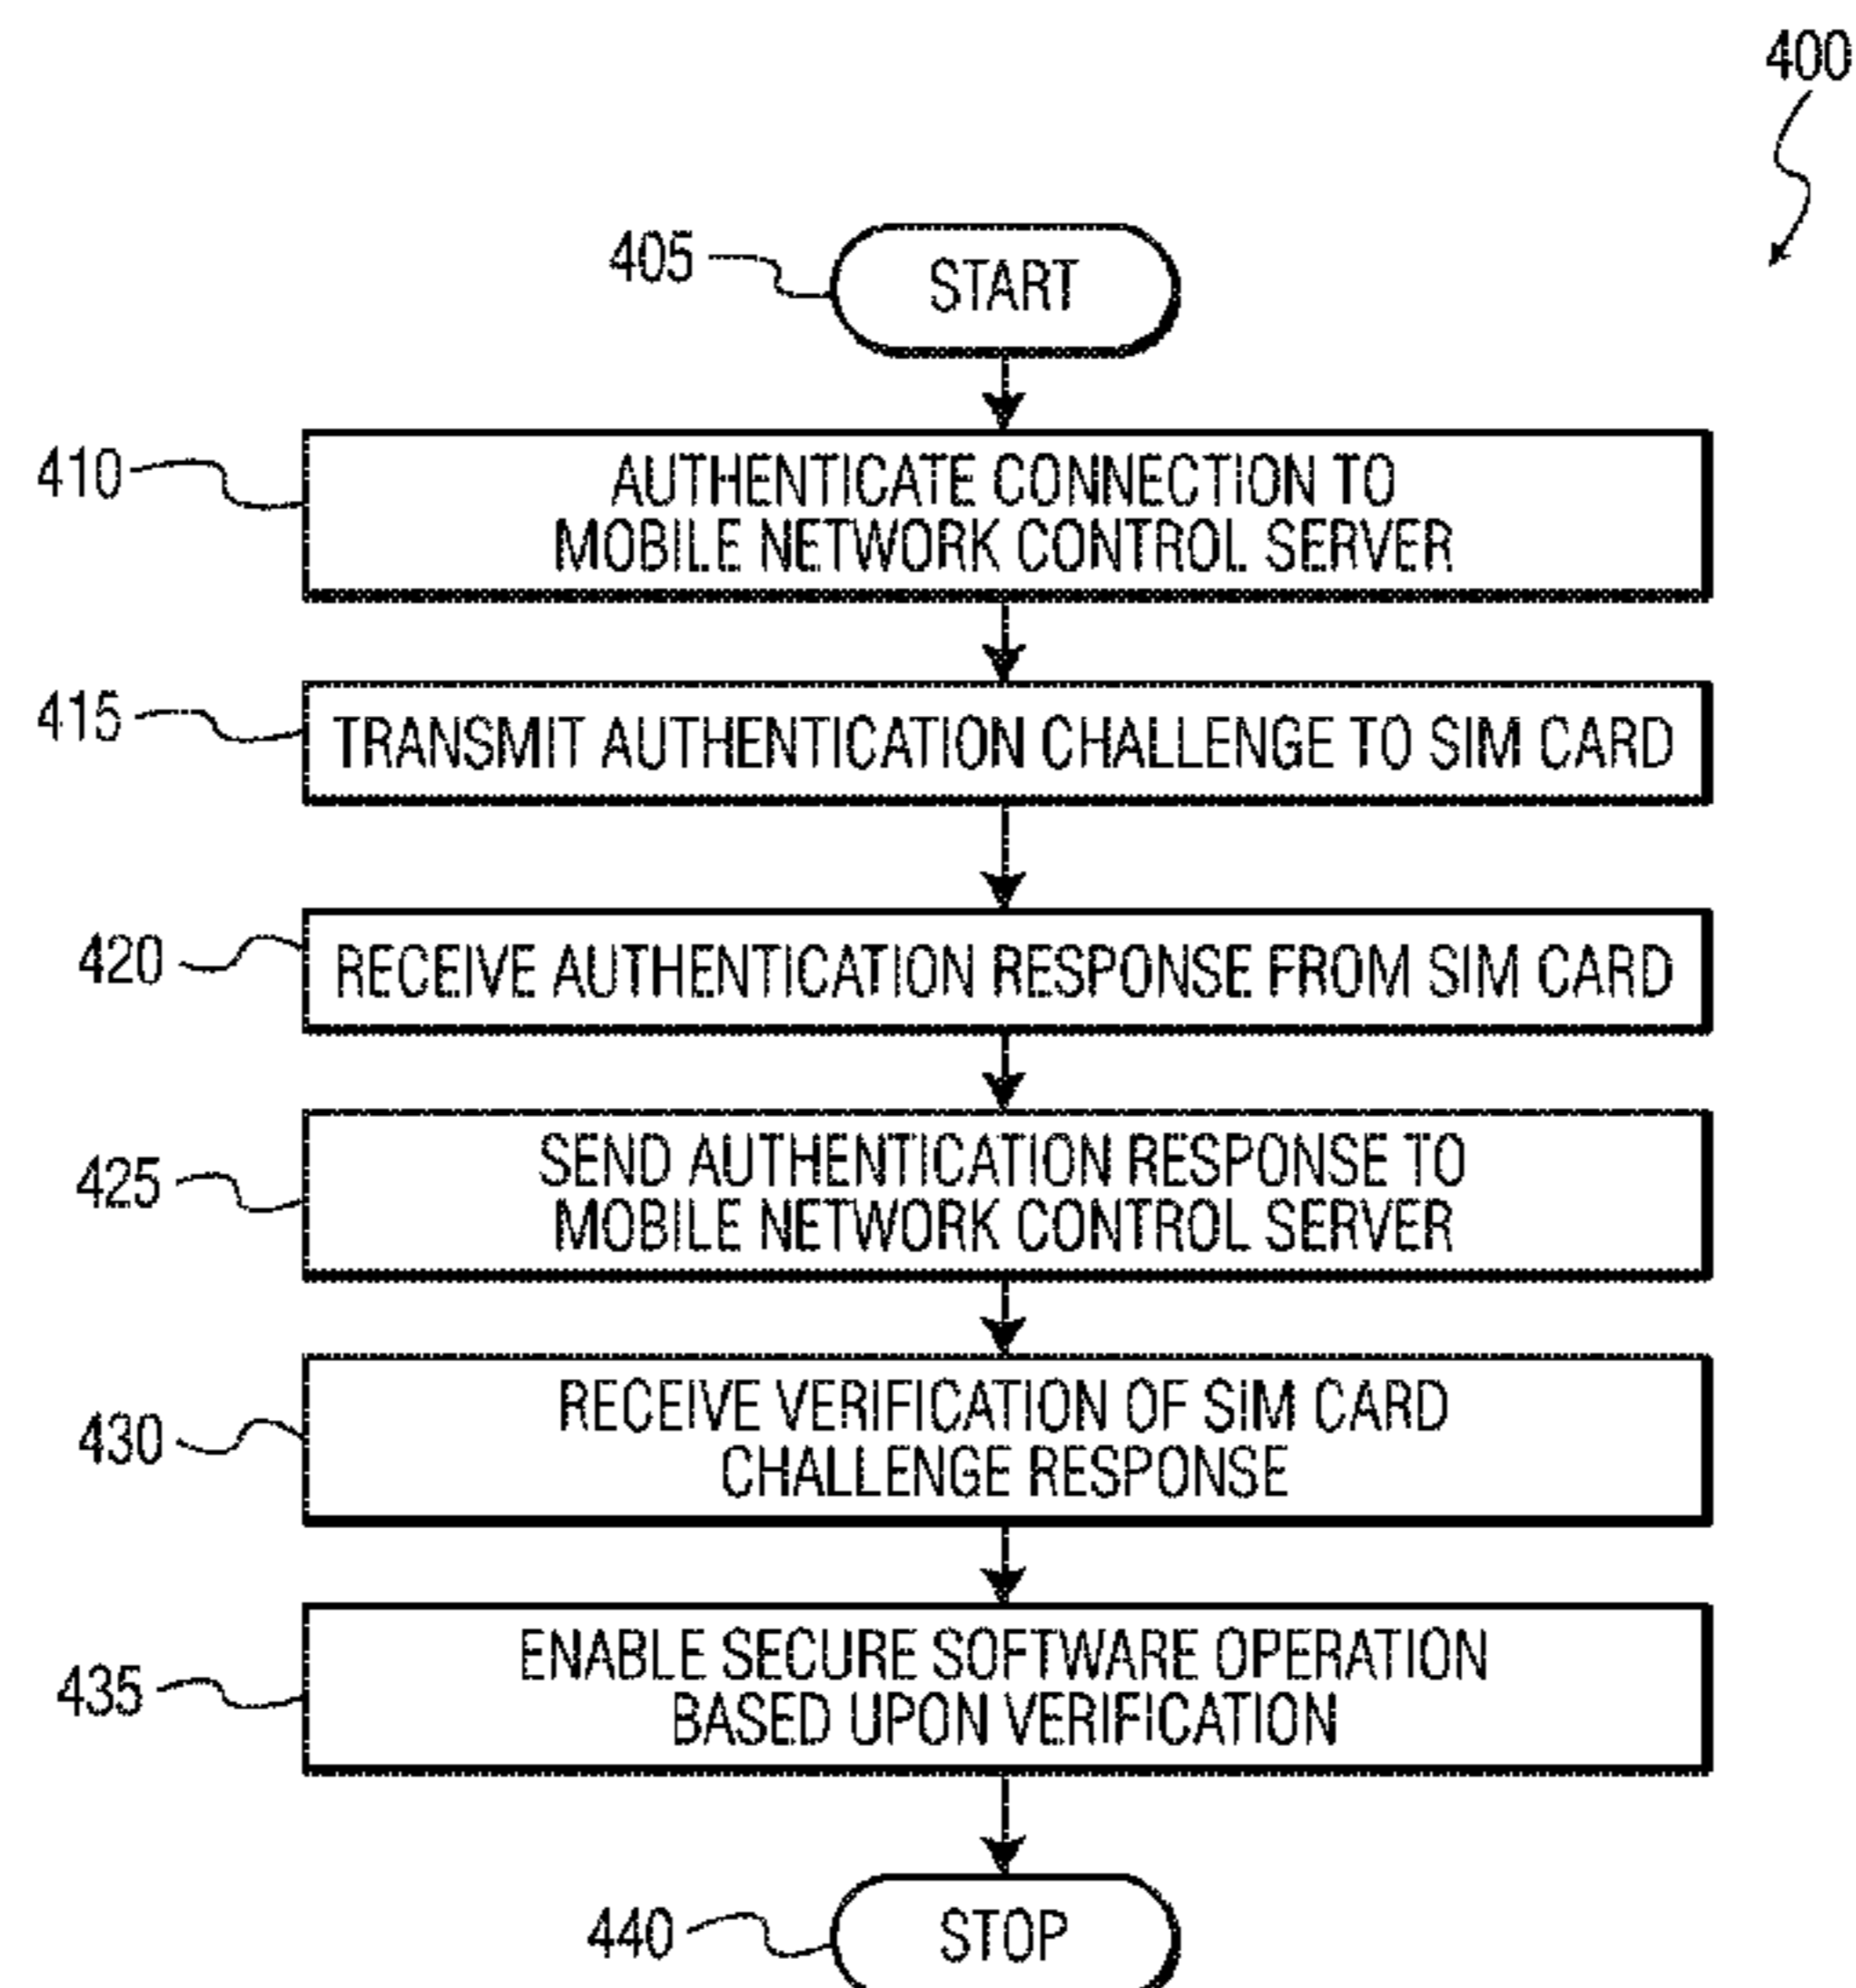 400
405
START
410
AUTHENTICATE CONNECTION TO
MOBILE NETWORK CONTROL SERVER
415
TRANSMIT AUTHENTICATION CHALLENGE TO SIM CARD
420
RECEIVE AUTHENTICATION RESPONSE FROM SIM CARD
425
SEND AUTHENTICATION RESPONSE TO
MOBILE NETWORK CONTROL SERVER
430
RECEIVE VERIFICATION OF SIM CARD
CHALLENGE RESPONSE
435
ENABLE SECURE SOFTWARE OPERATION
BASED UPON VERIFICATION
440
STOP